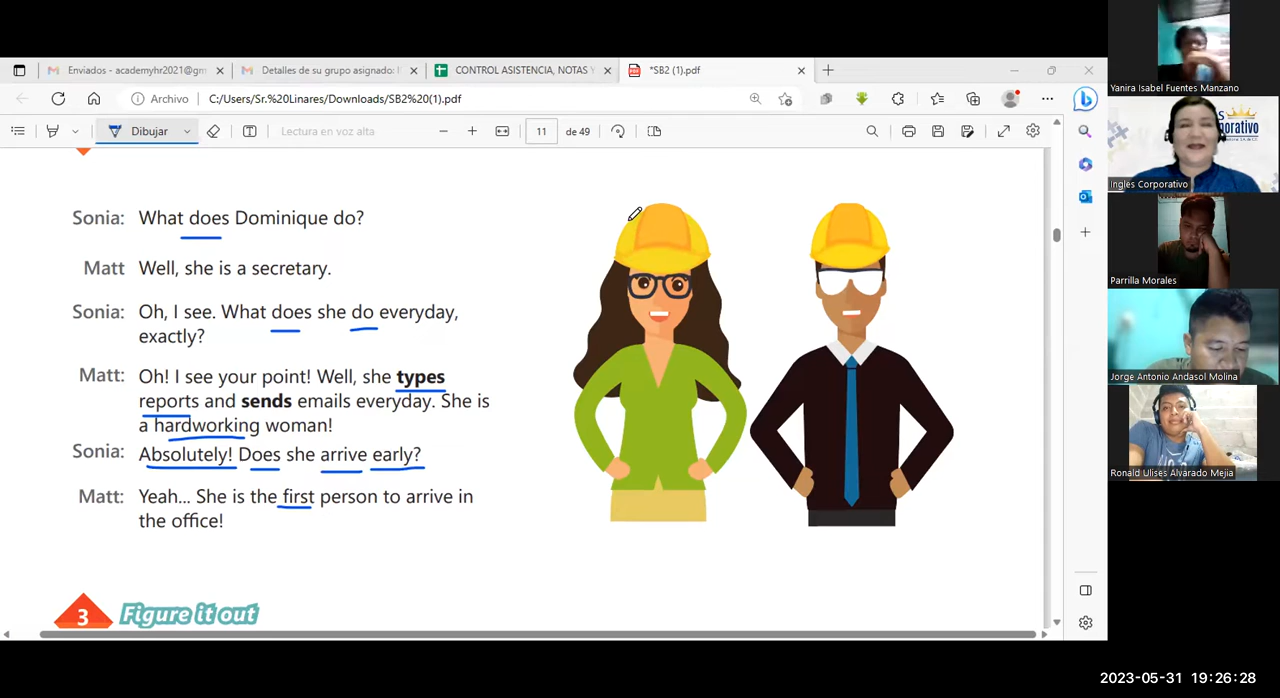 Enviados - academyhr2021@gm
Detalles de su grupo asignado: I
CONTROL ASISTENCIA, NOTAS Y
*SB2 (1).pdf
Archivo
C:/Users/Sr.%20Linares/Downloads/SB2%20(1).pdf
Dibujar
Lectura en voz alta
11
de 49
Sonia: What does Dominique do?
Matt Well, she is a secretary.
Sonia: Oh, I see. What does she do everyday,
exactly?
Matt: Oh! I see your point! Well, she types
reports and sends emails everyday. She is
a hardworking woman!
Sonia: Absolutely! Does she arrive early?
Matt: Yeah... She is the first person to arrive in
the office!
3 Figure it out
Yanira Isabel Fuentes Manzano
Ingles Corporativo
Parrilla Morales
Jorge Antonio Andasol Molina
Ronald Ulises Alvarado Mejia
2023-05-31 19:26:28